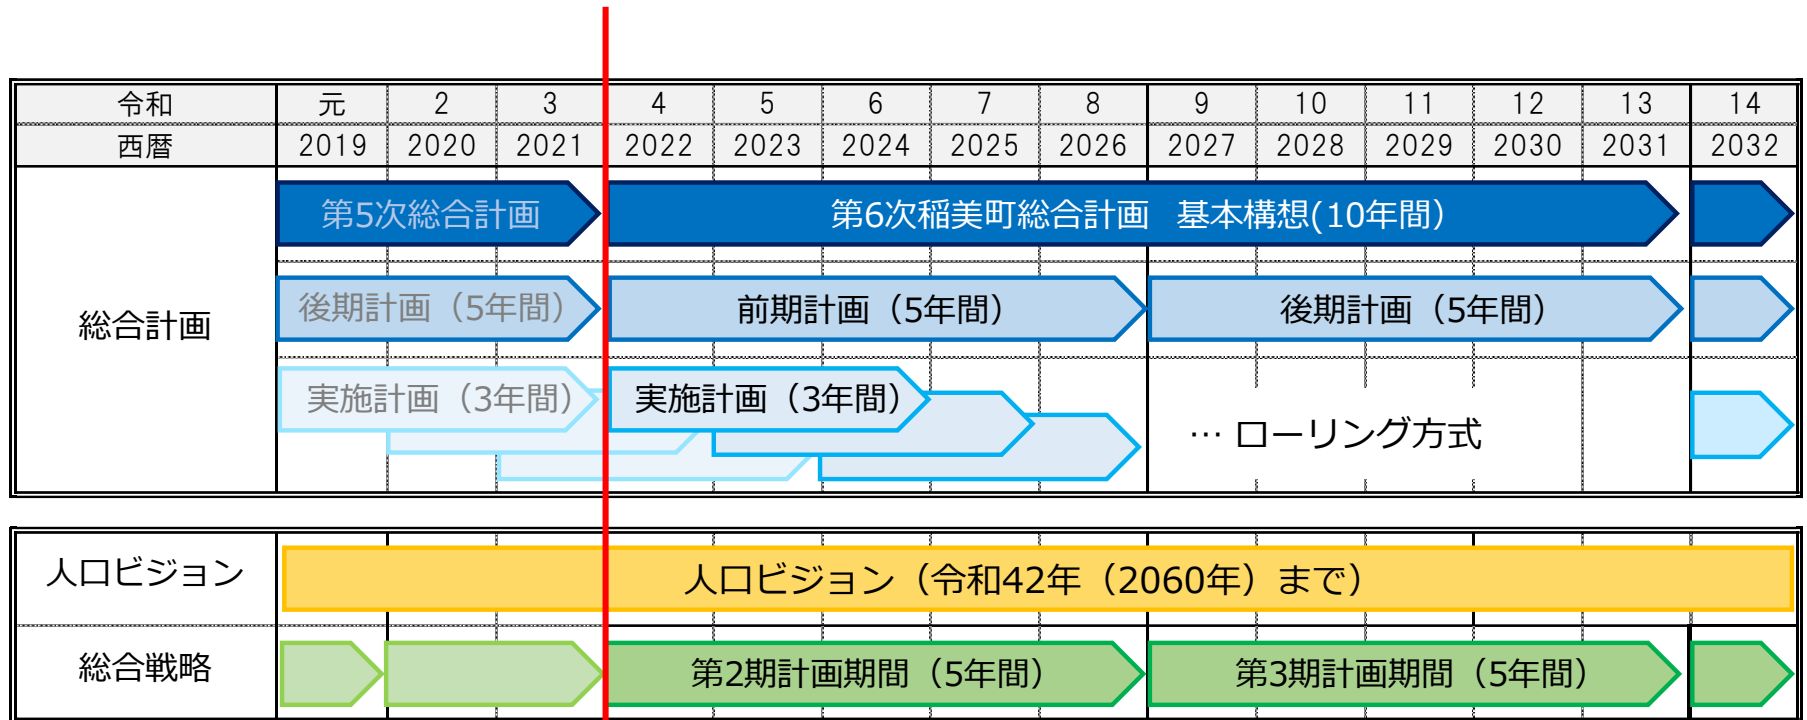 令和 元 2 3 4 5 6 7 8 9 10 11 12 13 14
西暦 2019 2020 2021 2022 2023 2024 2025 2026 2027 2028 2029 2030 2031 2032
総合計画
第5次総合計画 第6次稲美町総合計画 基本構想(10年間）
後期計画（5年間） 前期計画（5年間） 後期計画（5年間）
実施計画（3年間） 実施計画（3年間） … ローリング方式
人口ビジョン 人口ビジョン（令和42年（2060年）まで）
総合戦略 第2期計画期間（5年間） 第3期計画期間（5年間）